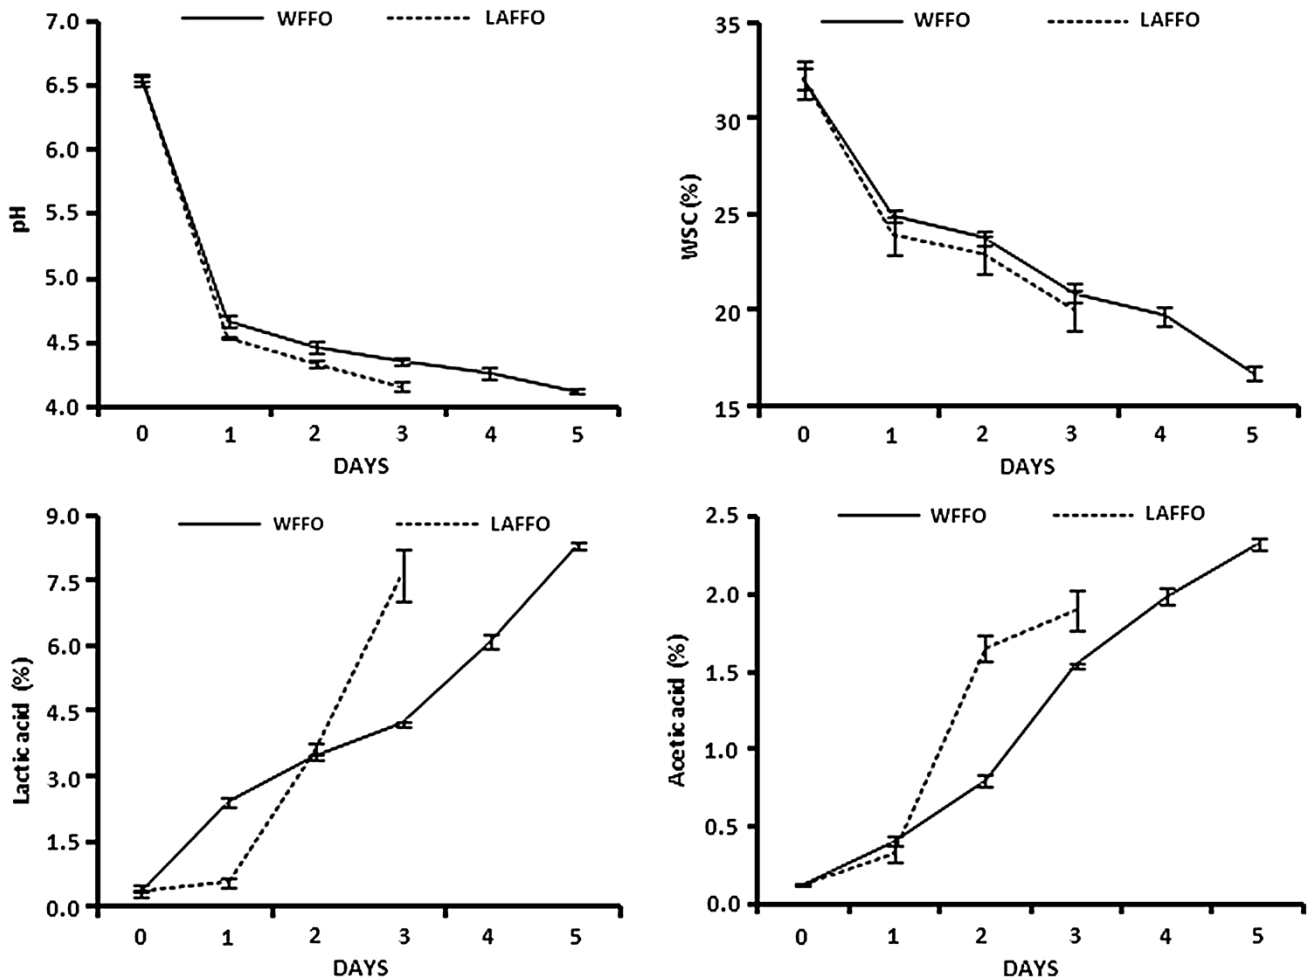 7.0 WFFO LAFFO
6.5
6.0
5.5
5.0
4.5
4.0
pH
0 1 2 3 4 5
DAYS
35 WFFO LAFFO
30
25
20
15
WSC (%)
0 1 2 3 4 5
DAYS
9.0 WFFO LAFFO
7.5
6.0
4.5
3.0
1.5
0.0
Lactic acid (%)
0 1 2 3 4 5
DAYS
2.5 WFFO LAFFO
2.0
1.5
1.0
0.5
0.0
Acetic acid (%)
0 1 2 3 4 5
DAYS